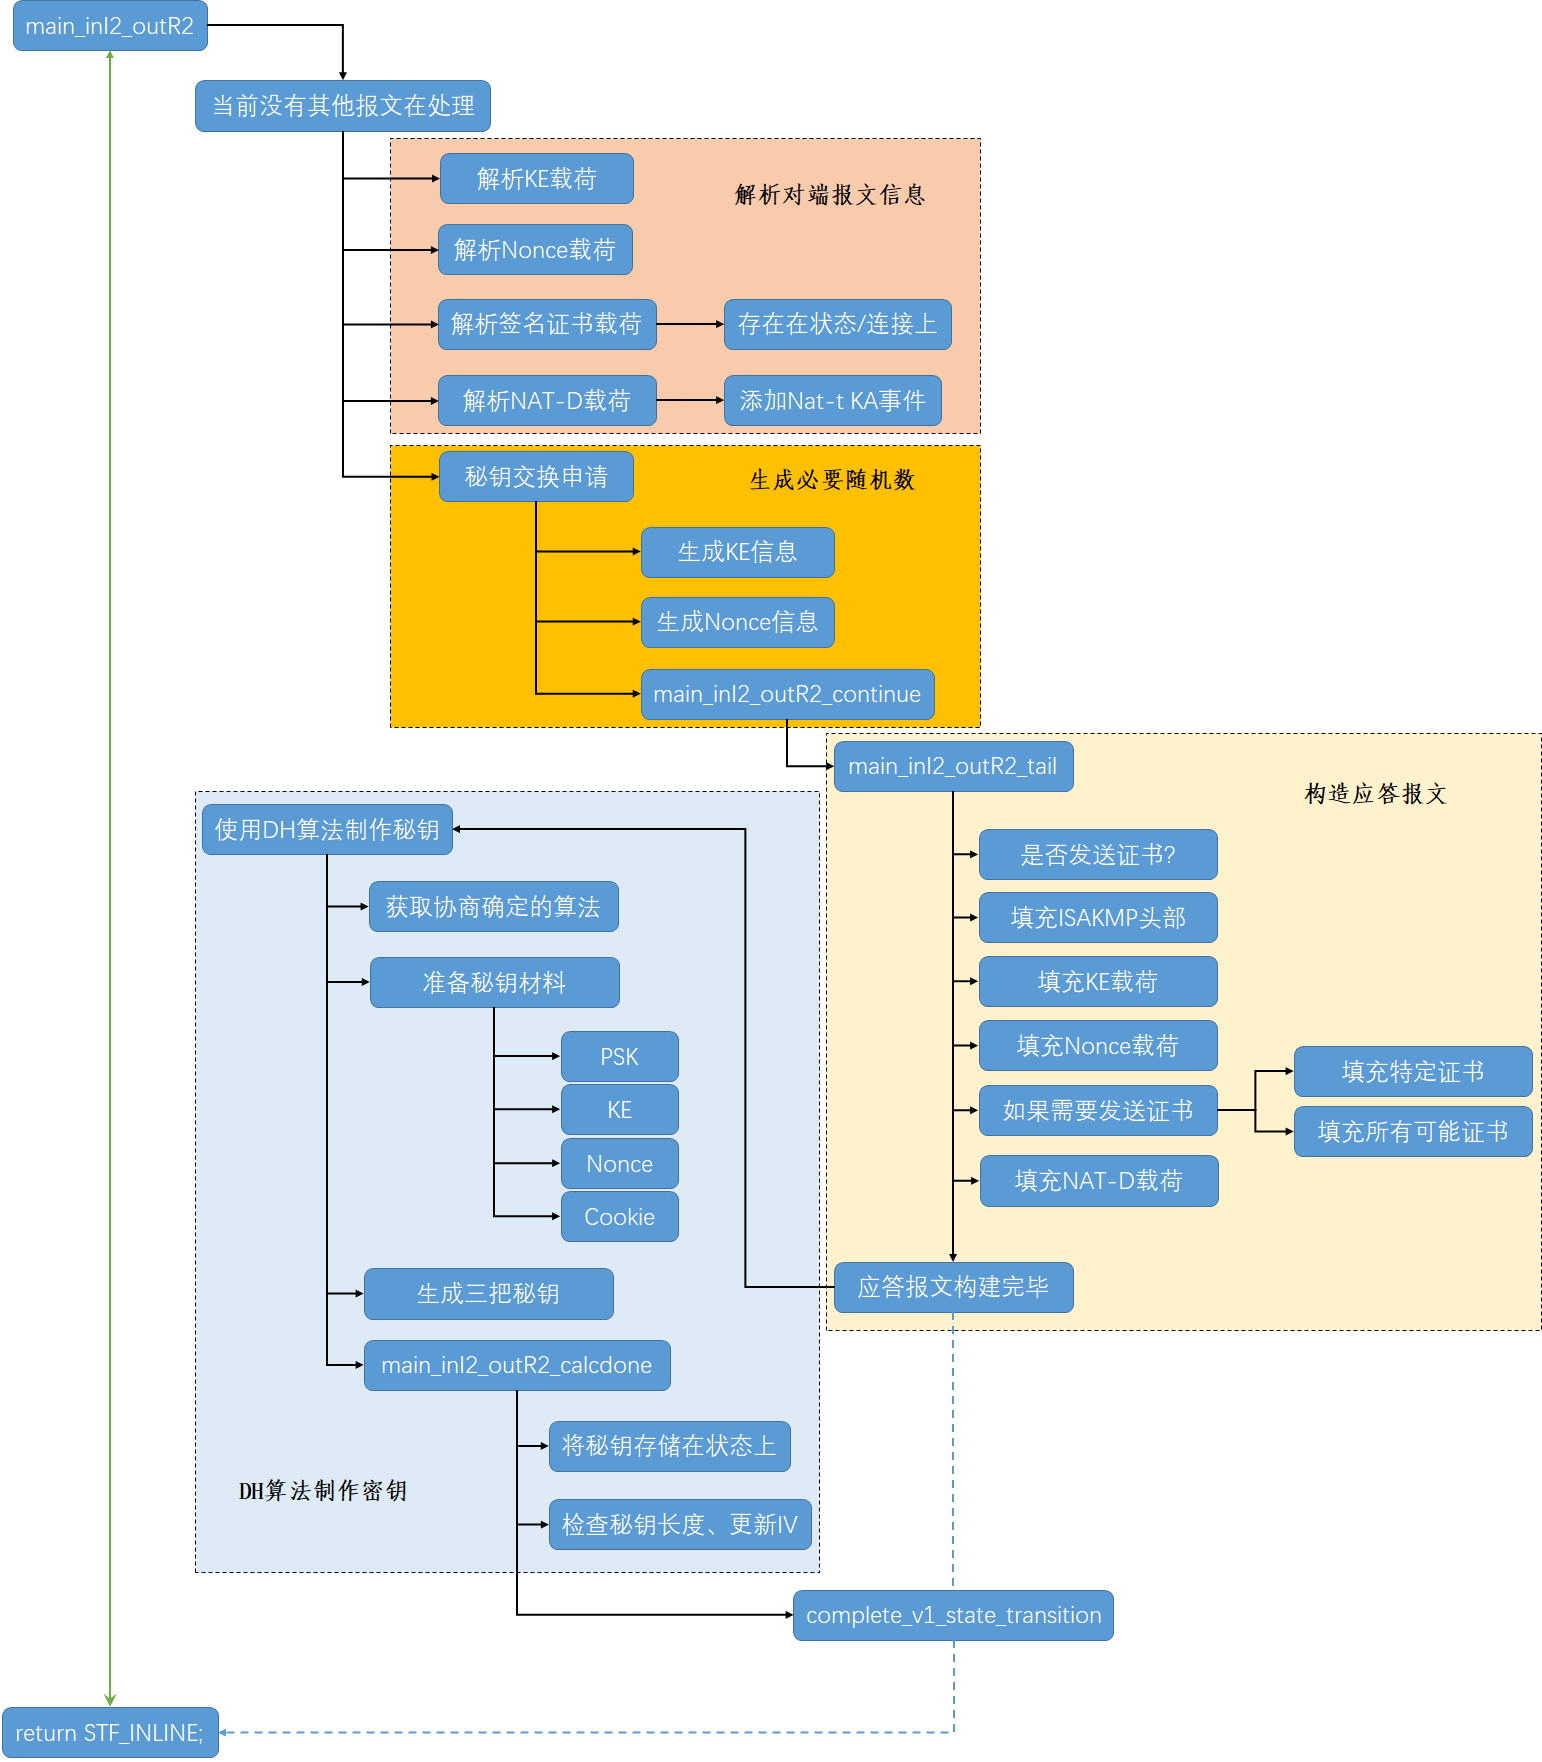 main_inI2_outR2
当前没有其他报文在处理
解析KE载荷
解析对端报文信息
解析Nonce载荷
解析签名证书载荷
存在在状态/连接上
解析NAT-D载荷
添加Nat-t KA事件
秘钥交换申请
生成必要随机数
生成KE信息
生成Nonce信息
main_inI2_outR2_continue
main_inI2_outR2_tail
构造应答报文
是否发送证书?
填充ISAKMP头部
填充KE载荷
填充Nonce载荷
如果需要发送证书
填充特定证书
填充所有可能证书
填充NAT-D载荷
应答报文构建完毕
使用DH算法制作秘钥
获取协商确定的算法
准备秘钥材料
PSK
KE
Nonce
Cookie
生成三把秘钥
main_inI2_outR2_calcdone
将秘钥存储在状态上
DH算法制作密钥
检查秘钥长度、更新IV
complete_v1_state_transition
return STF_INLINE;